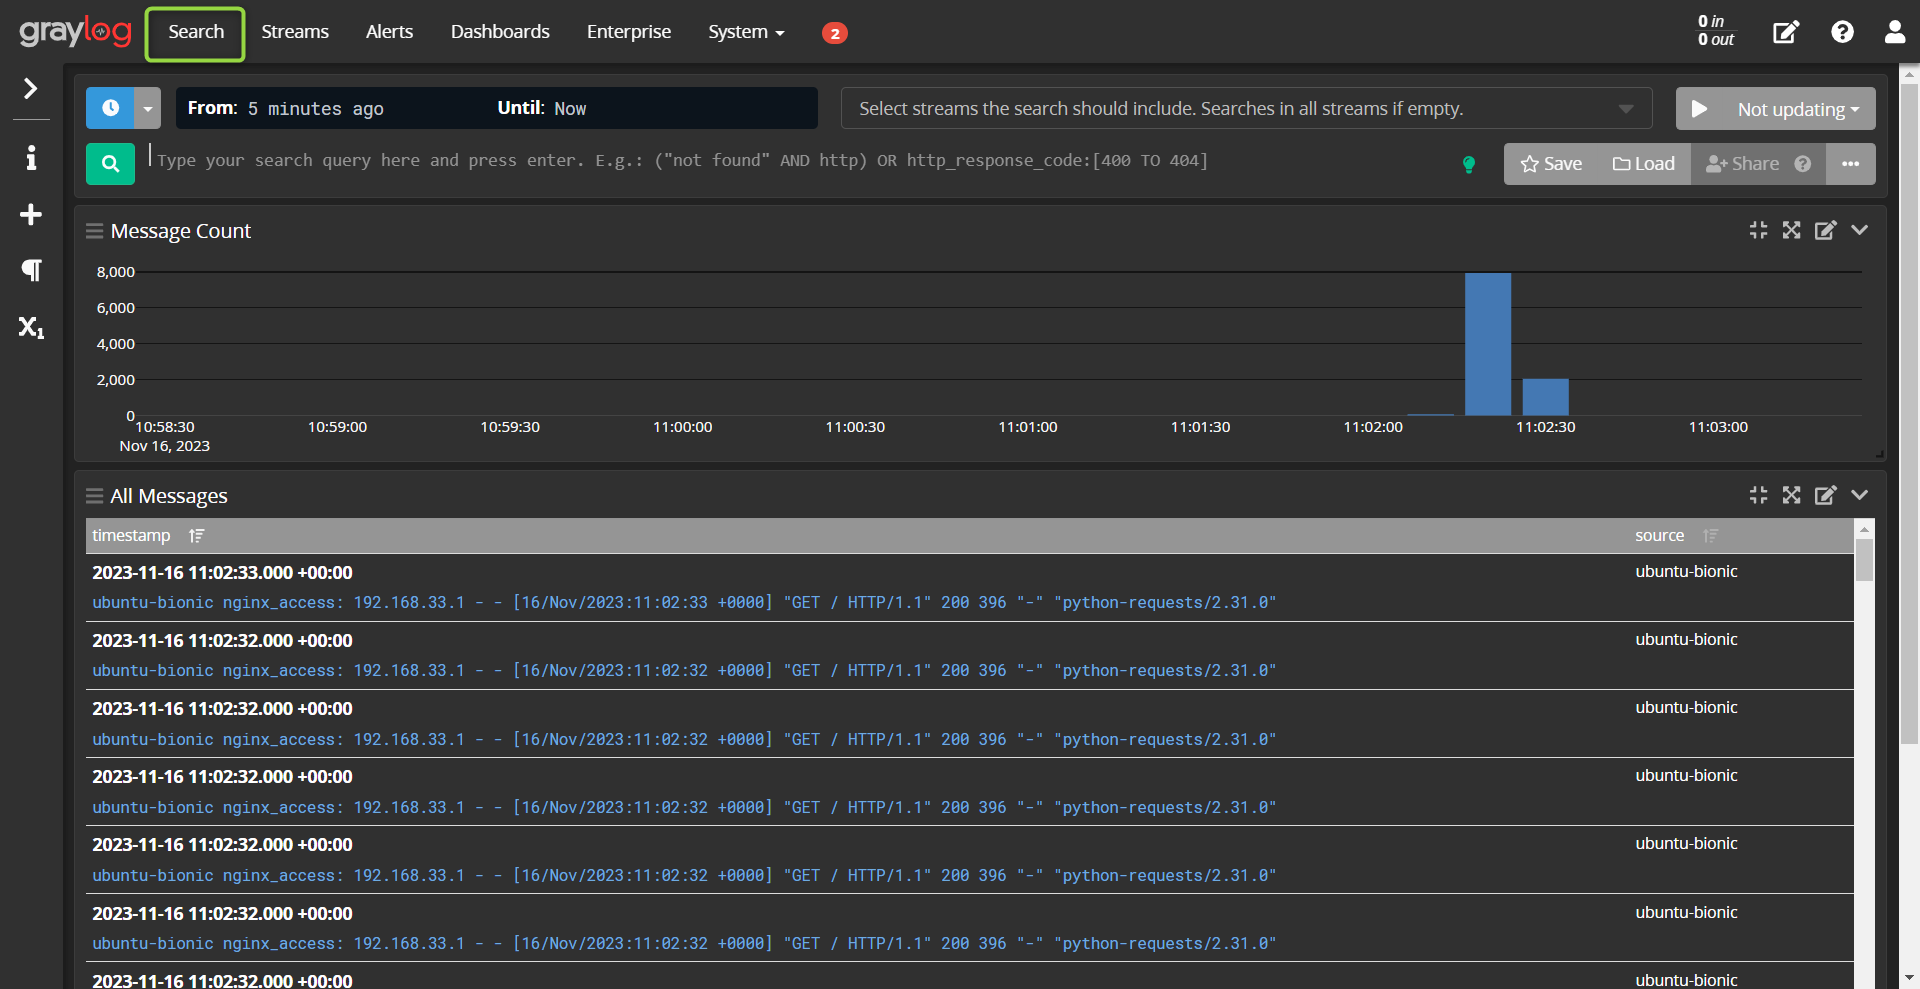 graylog Search Streams Alerts Dashboards Enterprise System 2 0 in
0 out
From: 5 minutes ago Until: Now Select streams the search should include. Searches in all streams if empty. Not updating
Type your search query here and press enter. E.g.: ("not found" AND http) OR http_response_code:[400 TO 404] Save Load Share ...
Message Count
8,000
6,000
4,000
2,000
0
10:58:30 10:59:00 10:59:30 11:00:00 11:00:30 11:01:00 11:01:30 11:02:00 11:02:30 11:03:00
Nov 16, 2023
All Messages
timestamp source
2023-11-16 11:02:33.000 +00:00 ubuntu-bionic
ubuntu-bionic nginx_access: 192.168.33.1 - - [16/Nov/2023:11:02:33 +0000] "GET / HTTP/1.1" 200 396 "-" "python-requests/2.31.0"
2023-11-16 11:02:32.000 +00:00 ubuntu-bionic
ubuntu-bionic nginx_access: 192.168.33.1 - - [16/Nov/2023:11:02:32 +0000] "GET / HTTP/1.1" 200 396 "-" "python-requests/2.31.0"
2023-11-16 11:02:32.000 +00:00 ubuntu-bionic
ubuntu-bionic nginx_access: 192.168.33.1 - - [16/Nov/2023:11:02:32 +0000] "GET / HTTP/1.1" 200 396 "-" "python-requests/2.31.0"
2023-11-16 11:02:32.000 +00:00 ubuntu-bionic
ubuntu-bionic nginx_access: 192.168.33.1 - - [16/Nov/2023:11:02:32 +0000] "GET / HTTP/1.1" 200 396 "-" "python-requests/2.31.0"
2023-11-16 11:02:32.000 +00:00 ubuntu-bionic
ubuntu-bionic nginx_access: 192.168.33.1 - - [16/Nov/2023:11:02:32 +0000] "GET / HTTP/1.1" 200 396 "-" "python-requests/2.31.0"
2023-11-16 11:02:32.000 +00:00 ubuntu-bionic
ubuntu-bionic nginx_access: 192.168.33.1 - - [16/Nov/2023:11:02:32 +0000] "GET / HTTP/1.1" 200 396 "-" "python-requests/2.31.0"
2023-11-16 11:02:32.000 +00:00 ubuntu-bionic